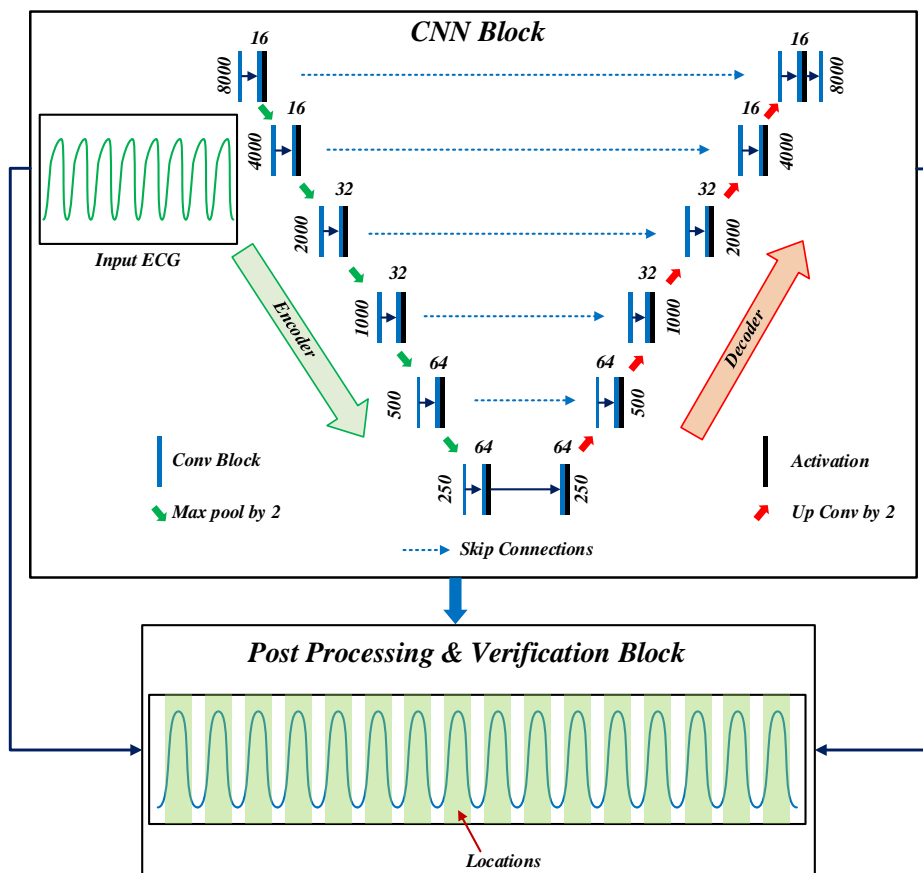 CNN Block
16
8000
16
8000
16
4000
16
4000
Input ECG
32
2000
32
2000
32
1000
32
1000
Encoder
Decoder
64
500
64
500
64
250
64
250
Conv Block
Activation
Max pool by 2
Up Conv by 2
Skip Connections
Post Processing & Verification Block
Locations